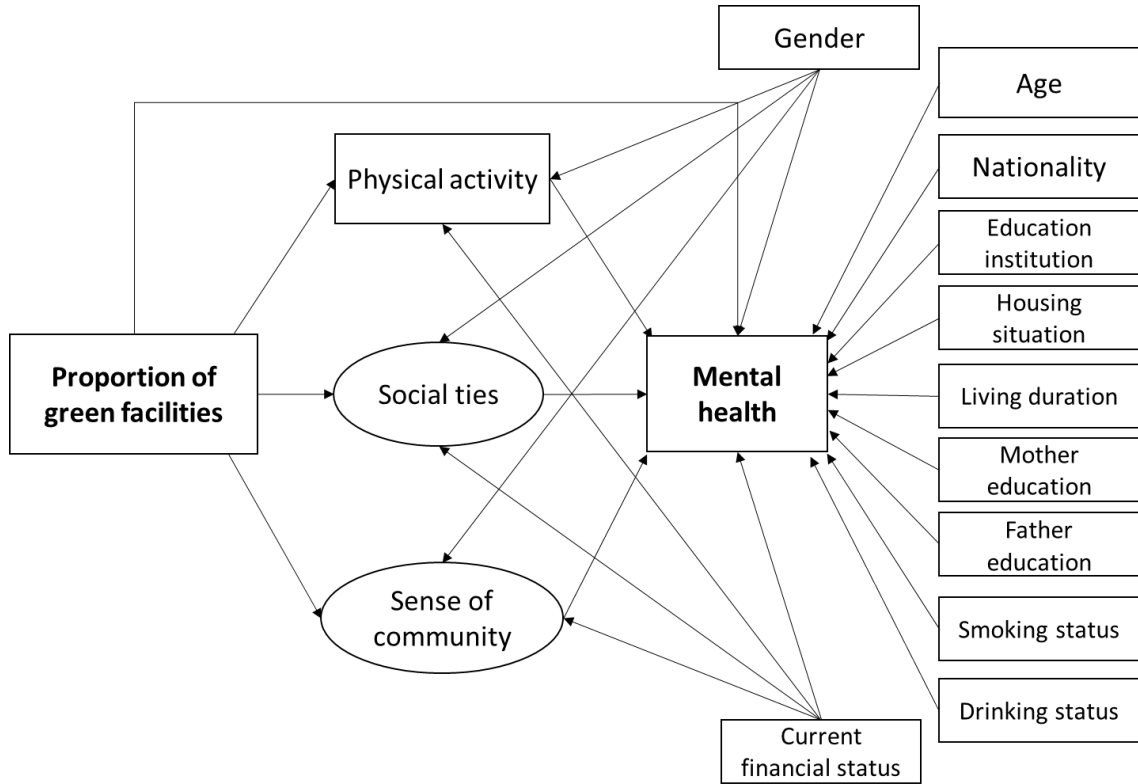 Gender
Age
Physical activity
Nationality
Education
institution
Housing
situation
Proportion of
green facilities
Social ties
Mental
health
Living duration
Mother
education
Father
education
Sense of
community
Smoking status
Drinking status
Current
financial status